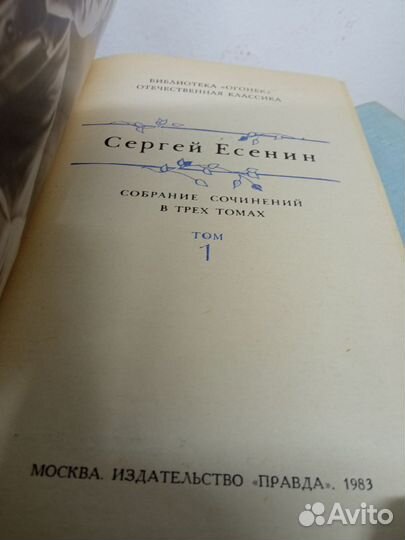 БИБЛИОТЕКА «ОГОНЕК»
ОТЕЧЕСТВЕННАЯ КЛАССИКА
Сергей Есенин
СОБРАНИЕ СОЧИНЕНИЙ
В ТРЕХ ТОМАХ
ТОМ
1
МОСКВА. ИЗДАТЕЛЬСТВО «ПРАВДА». 1983
Avito